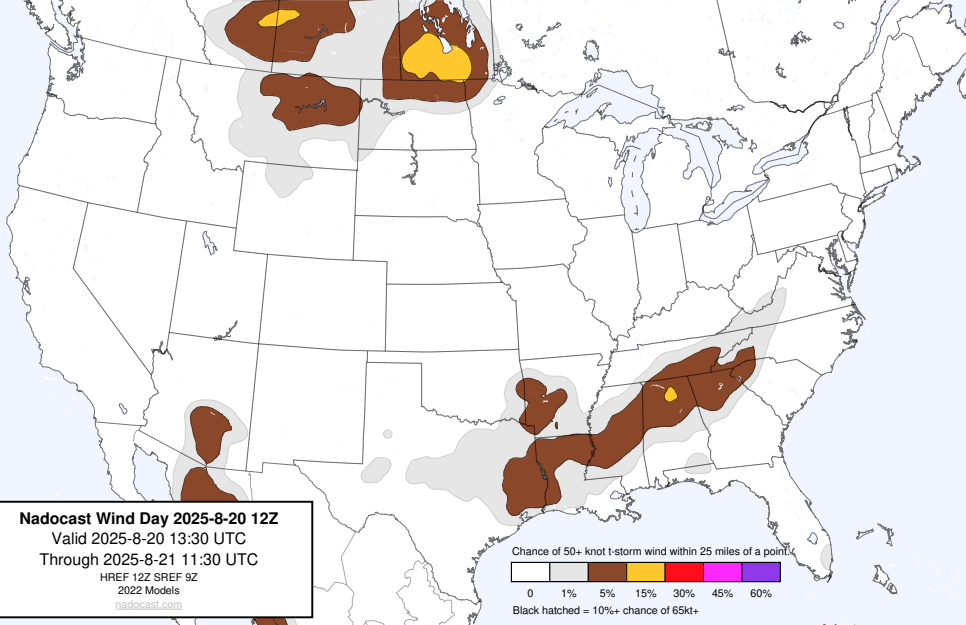 Nadocast Wind Day 2025-8-20 12Z
Valid 2025-8-20 13:30 UTC
Through 2025-8-21 11:30 UTC
HREF 12Z SREF 9Z
2022 Models
nadocast.com
Chance of 50+ knot t-storm wind within 25 miles of a point.
0 1% 5% 15% 30% 45% 60%
Black hatched = 10%+ chance of 65kt+